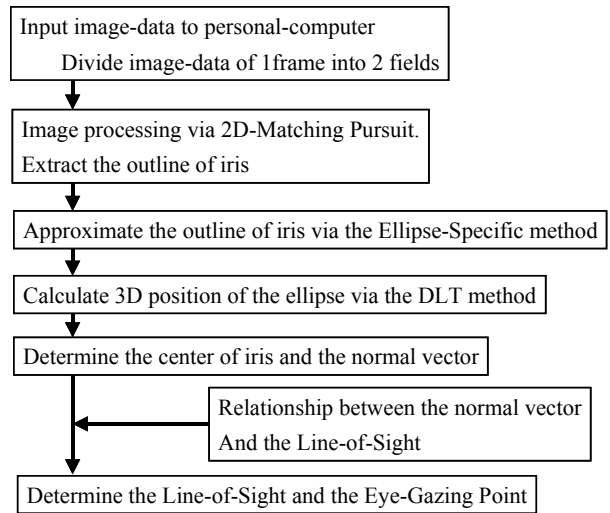 Input image-data to personal-computer
Divide image-data of 1frame into 2 fields
Image processing via 2D-Matching Pursuit.
Extract the outline of iris
Approximate the outline of iris via the Ellipse-Specific method
Calculate 3D position of the ellipse via the DLT method
Determine the center of iris and the normal vector
Relationship between the normal vector
And the Line-of-Sight
Determine the Line-of-Sight and the Eye-Gazing Point